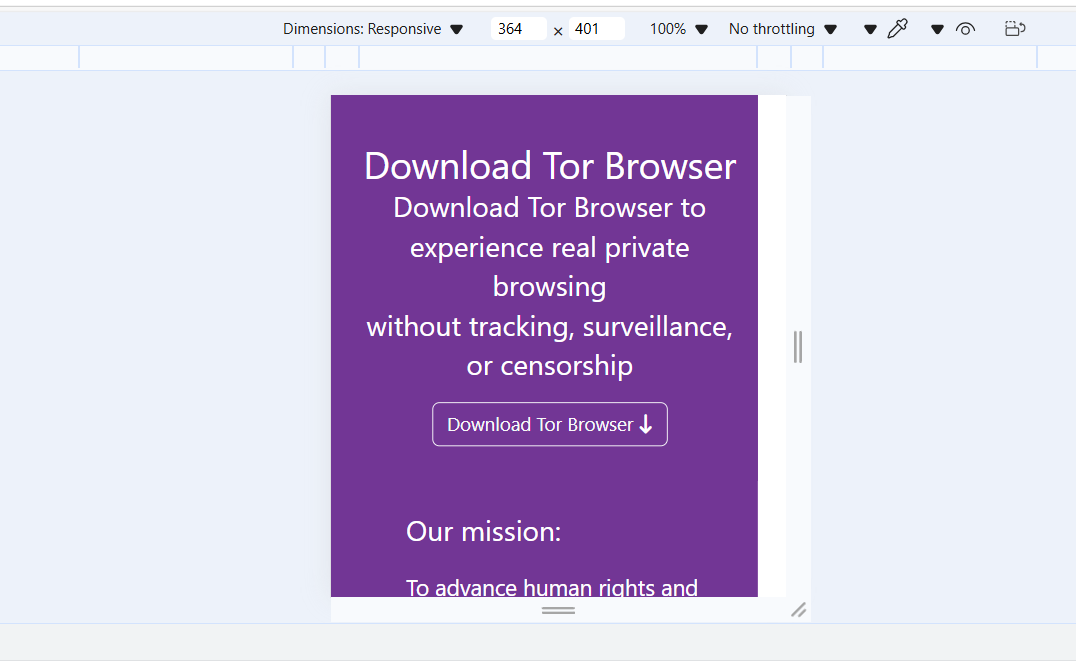 Dimensions: Responsive 364 × 401 100% No throttling
Download Tor Browser
Download Tor Browser to
experience real private
browsing
without tracking, surveillance,
or censorship
Download Tor Browser
Our mission:
To advance human rights and